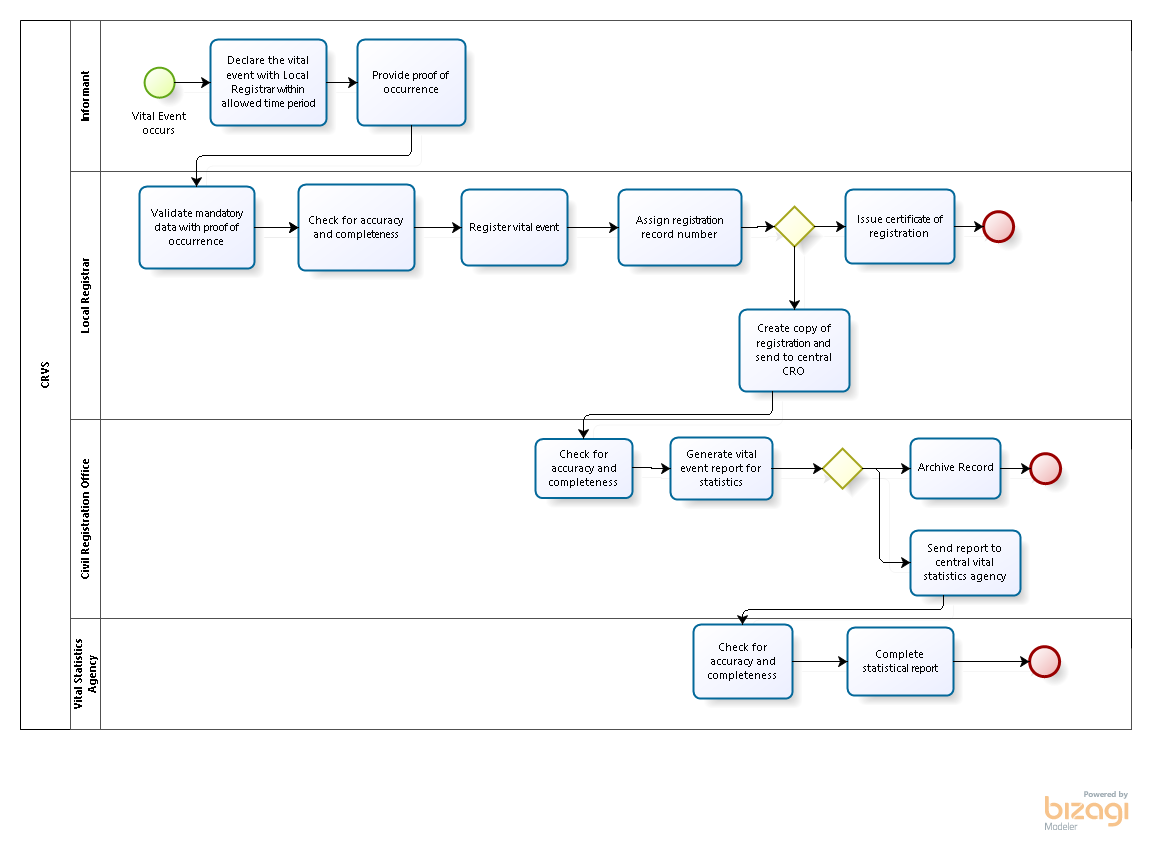 CRVS
Informant
Vital Event
occurs
Declare the vital
event with Local
Registrar within
allowed time period
Provide proof of
occurrence
Local Registrar
Validate mandatory
data with proof of
occurrence
Check for accuracy
and completeness
Register vital event
Assign registration
record number
Issue certificate of
registration
Create copy of
registration and
send to central
CRO
Civil Registration Office
Check for
accuracy and
completeness
Generate vital
event report for
statistics
Archive Record
Send report to
central vital
statistics agency
Vital Statistics
Agency
Check for
accuracy and
completeness
Complete
statistical report
Powered by
bizagi
Modeler